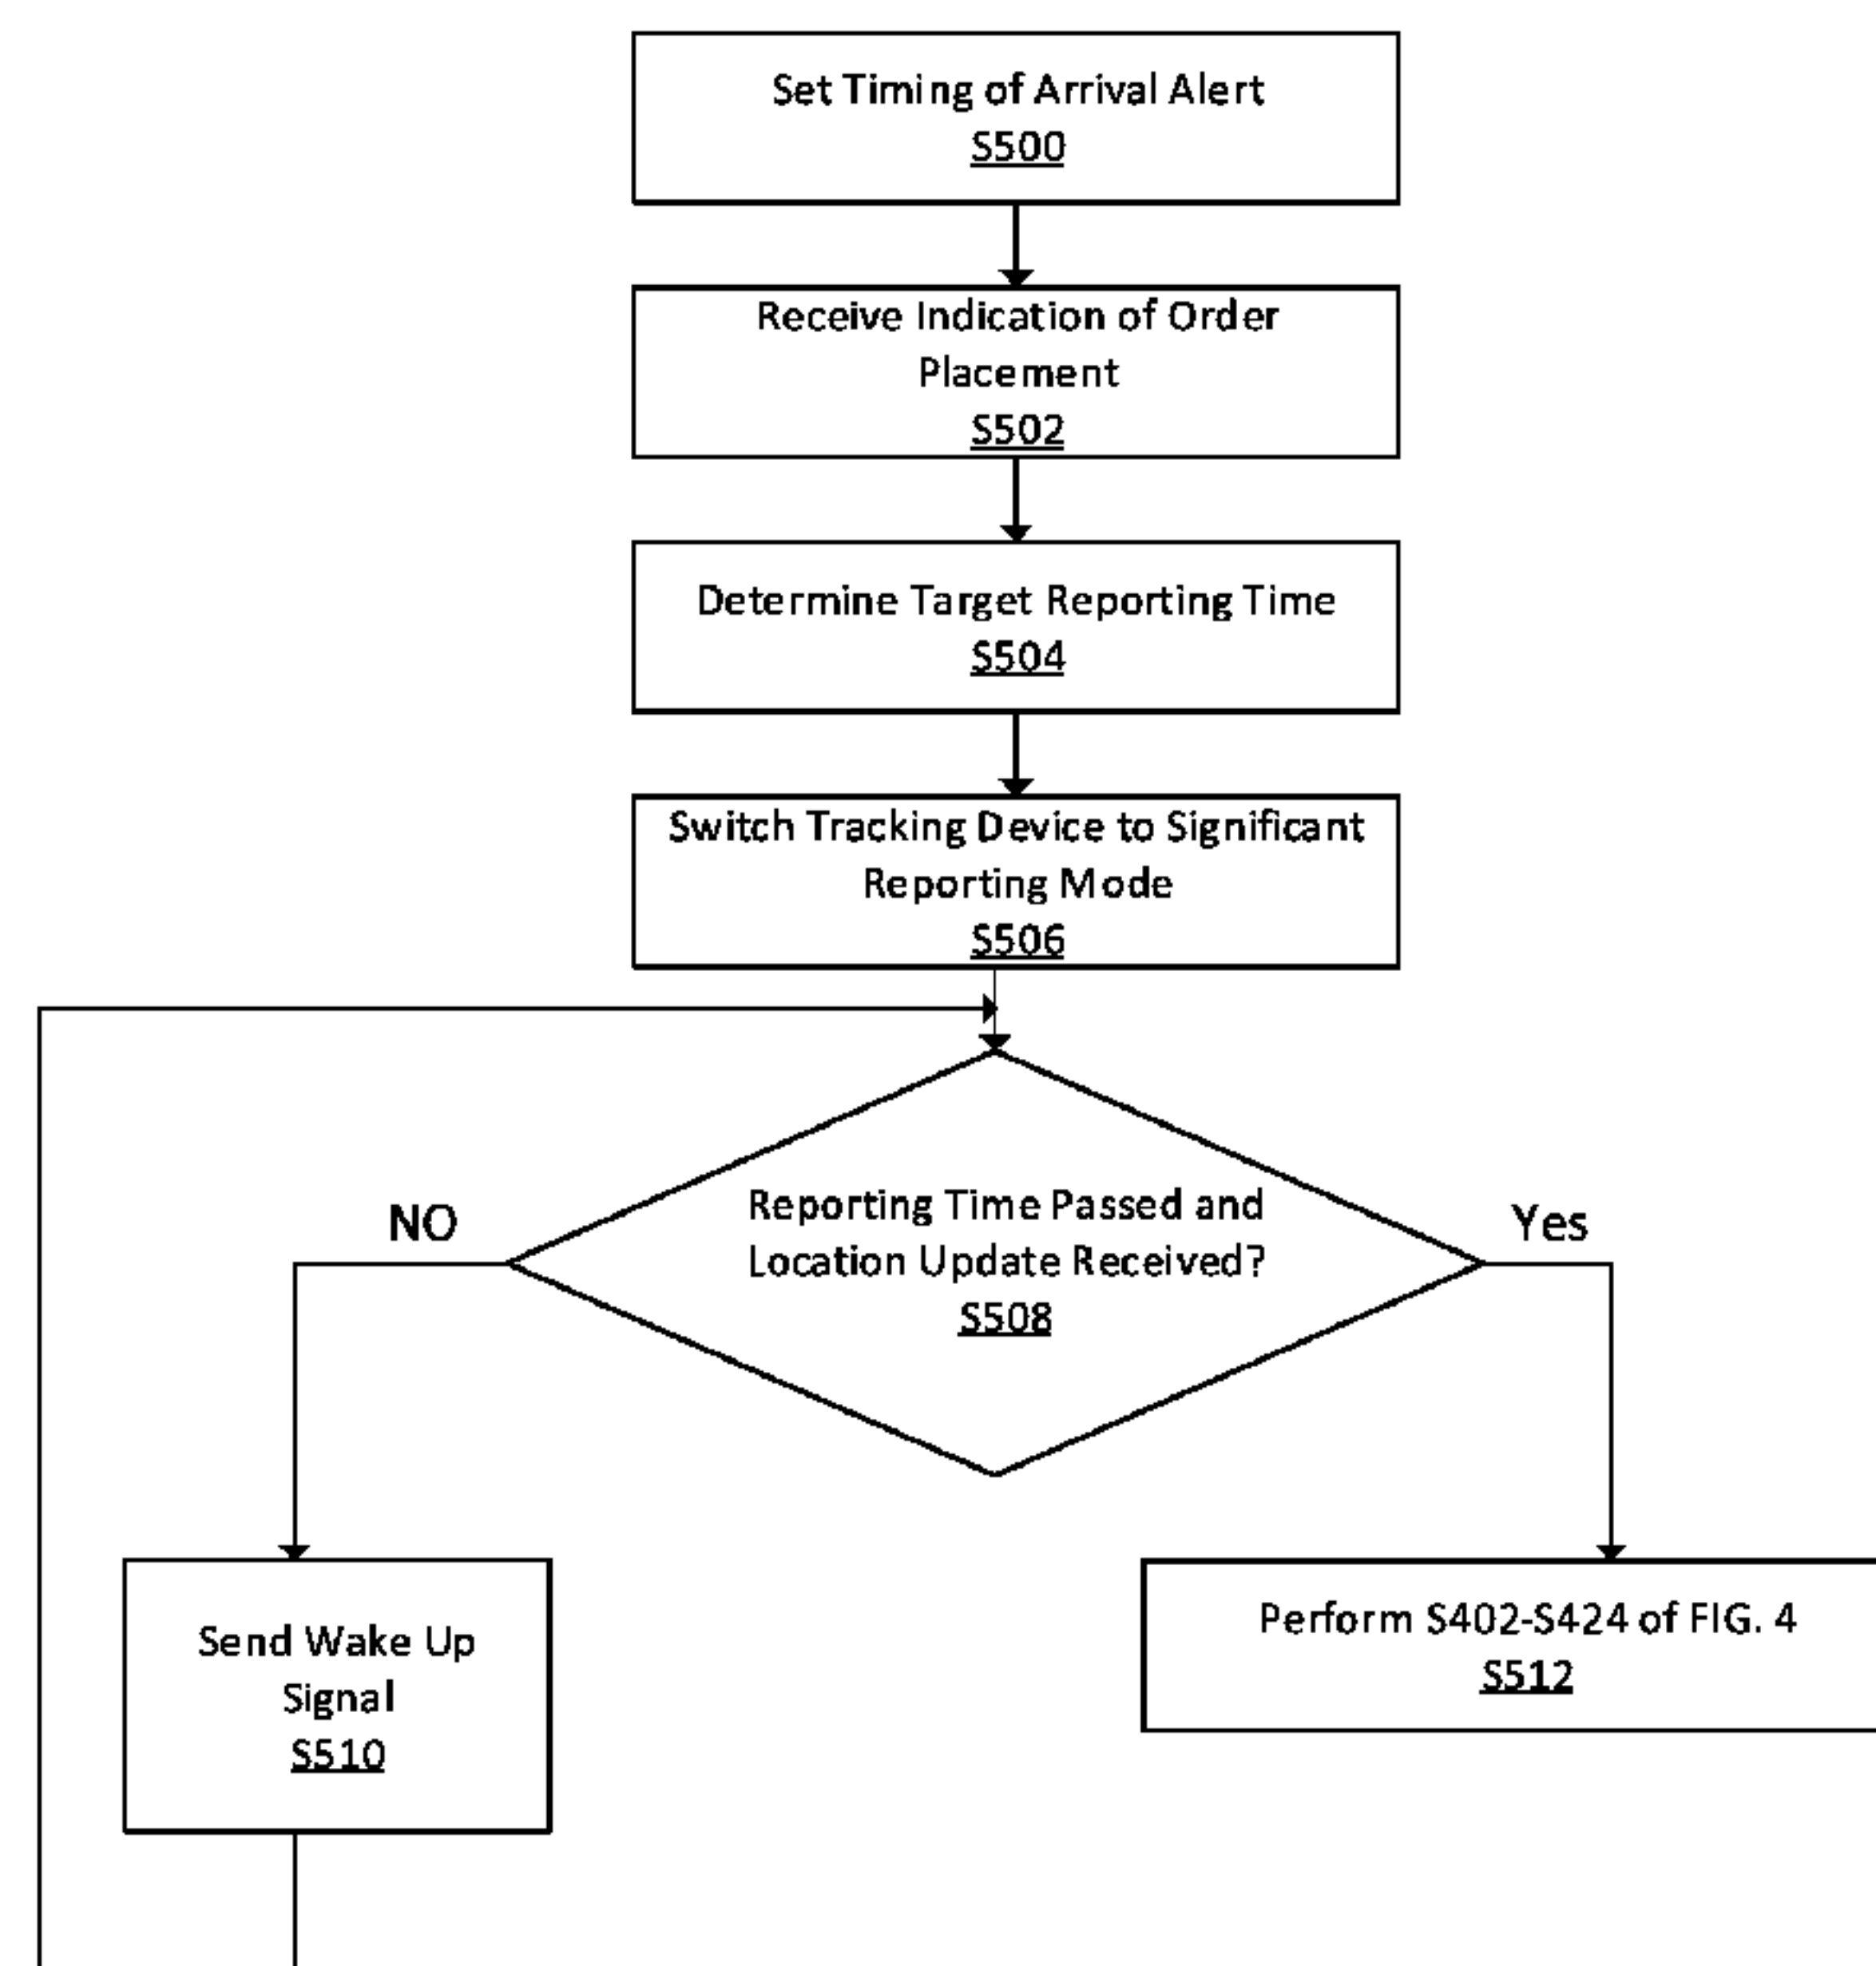 Set Timing of Arrival Alert
S500
Receive Indication of Order
Placement
S502
Determine Target Reporting Time
S504
Switch Tracking Device to Significant
Reporting Mode
S506
Reporting Time Passed and
Location Update Received?
S508
NO
Yes
Send Wake Up
Signal
S510
Perform S402-S424 of FIG. 4
S512